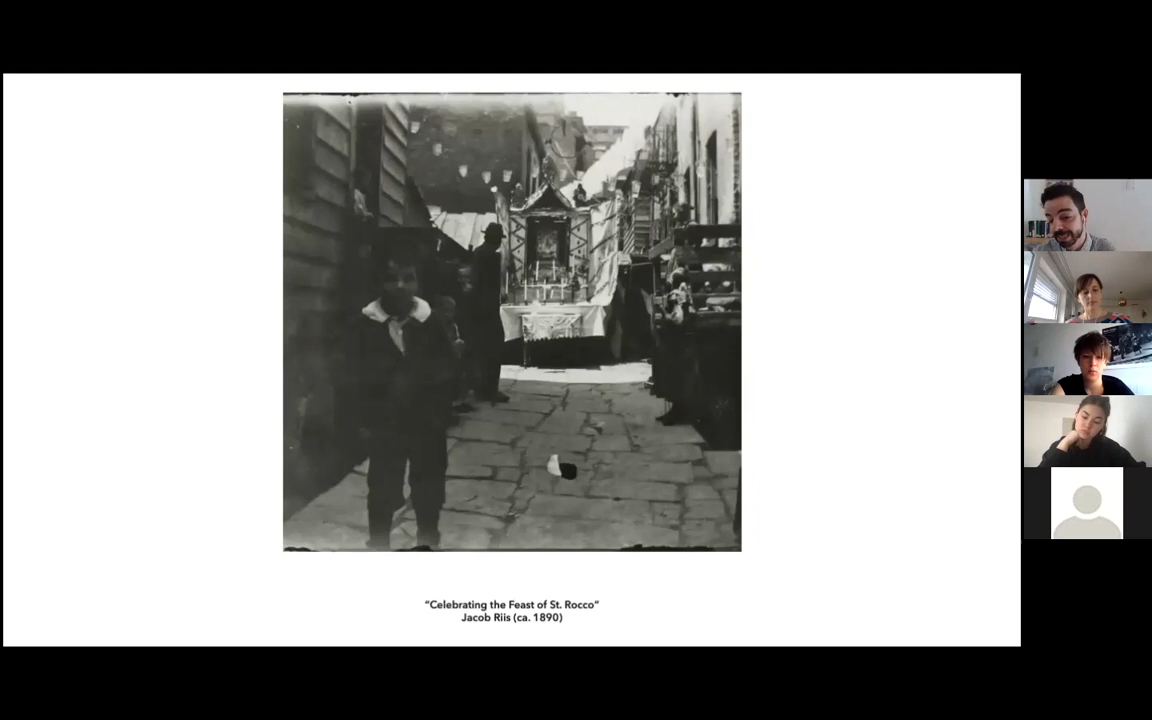 “Celebrating the Feast of St. Rocco“
Jacob Riis (ca. 1890)